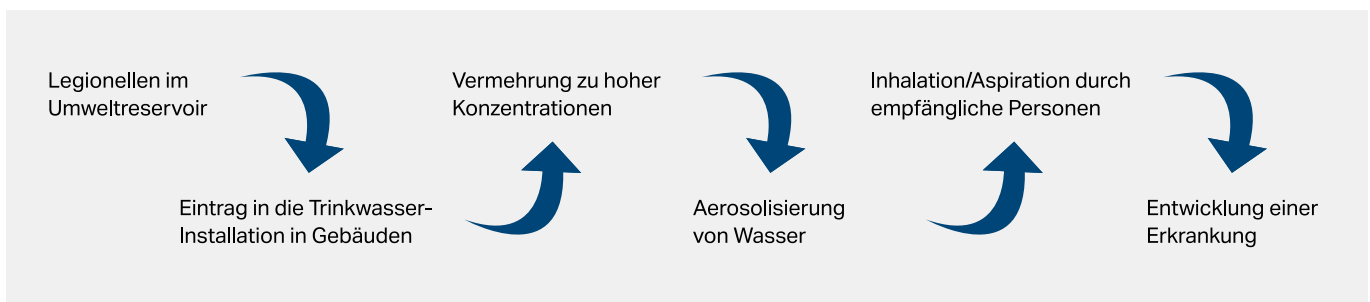 Legionellen im
Umweltreservoir
Eintrag in die Trinkwasser-
Installation in Gebäuden
Vermehrung zu hoher
Konzentrationen
Aerosolisierung
von Wasser
Inhalation/Aspiration durch
empfängliche Personen
Entwicklung einer
Erkrankung